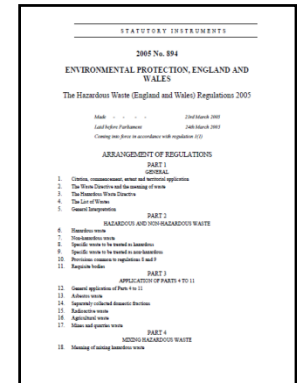 STATUTORY INSTRUMENTS
2005 No. 894
ENVIRONMENTAL PROTECTION, ENGLAND AND
WALES
The Hazardous Waste (England and Wales) Regulations 2005
Made - - - - 23rd March 2005
Laid before Parliament 24th March 2005
Coming into force in accordance with regulation 1(2)
ARRANGEMENT OF REGULATIONS
PART 1
GENERAL
1. Citation, commencement, extent and territorial application
2. The Waste Directive and the meaning of waste
3. The Hazardous Waste Directive
4. The List of Wastes
5. General Interpretation
PART 2
HAZARDOUS AND NON-HAZARDOUS WASTE
6. Hazardous waste
7. Non-hazardous waste
8. Specific waste to be treated as hazardous
9. Specific waste to be treated as non-hazardous
10. Provisions common to regulations 8 and 9
11. Requisite bodies
PART 3
APPLICATION OF PARTS 4 TO 11
12. General application of Parts 4 to 11
13. Asbestos waste
14. Separately collected domestic fractions
15. Radioactive waste
16. Agricultural waste
17. Mines and quarries waste
PART 4
MIXING HAZARDOUS WASTE
18. Meaning of mixing hazardous waste